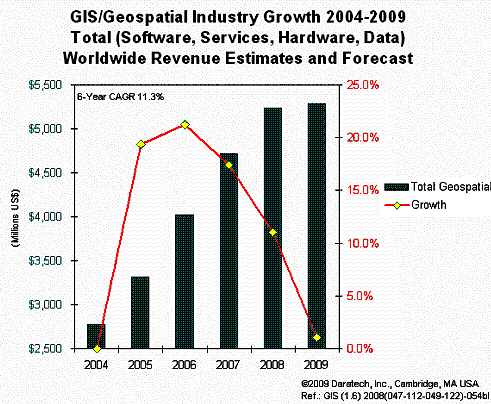 GIS/Geospatial Industry Growth 2004-2009
Total (Software, Services, Hardware, Data)
Worldwide Revenue Estimates and Forecast
6-Year CAGR 11.3%
$5,500
$5,000
$4,500
$4,000
$3,500
$3,000
$2,500
(Millions US$)
25.0%
20.0%
15.0%
10.0%
5.0%
0.0%
Total Geospatial
Growth
2004 2005 2006 2007 2008 2009
©2009 Daratech, Inc., Cambridge, MA USA
Ref.: GIS (1.6) 2008(047-112-049-122)-054bl